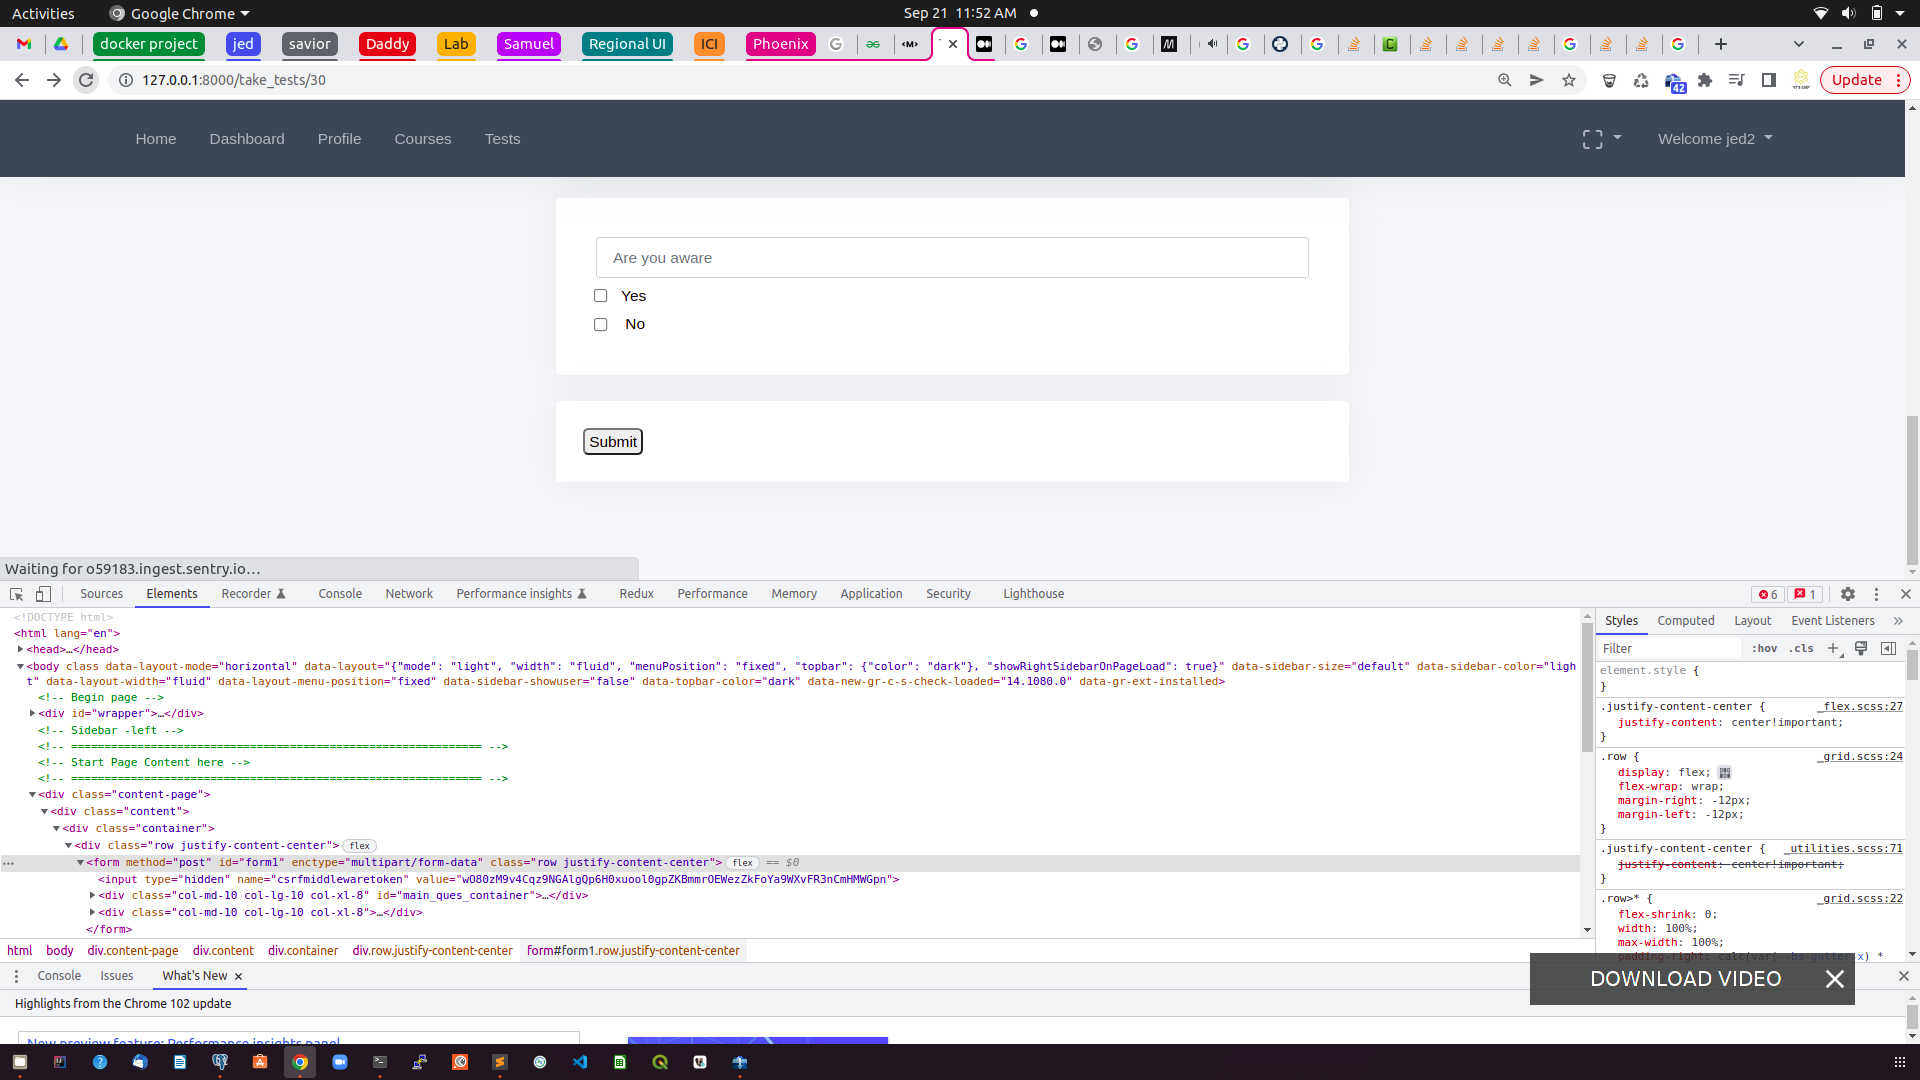 Activities
Google Chrome
Sep 21 11:52 AM
docker project
jed
savior
Daddy
Lab
Samuel
Regional UI
ICI
Phoenix
127.0.0.1:8000/take_tests/30
42
Update
Home
Dashboard
Profile
Courses
Tests
Welcome jed2
Are you aware
Yes
No
Submit
Waiting for o59183.ingest.sentry.io…
Sources
Elements
Recorder
Console
Network
Performance insights
Redux
Performance
Memory
Application
Security
Lighthouse
6
1
<!DOCTYPE html>
<html lang="en">
<head>…</head>
<body class data-layout-mode="horizontal" data-layout="{"mode": "light", "width": "fluid", "menuPosition": "fixed", "topbar": {"color": "dark"}, "showRightSidebarOnPageLoad": true}" data-sidebar-size="default" data-sidebar-color="ligh
t" data-layout-width="fluid" data-layout-menu-position="fixed" data-sidebar-showuser="false" data-topbar-color="dark" data-new-gr-c-s-check-loaded="14.1080.0" data-gr-ext-installed>
<!-- Begin page -->
<div id="wrapper">…</div>
<!-- Sidebar -left -->
<!-- ============================================================== -->
<!-- Start Page Content here -->
<!-- ============================================================== -->
<div class="content-page">
<div class="content">
<div class="container">
<div class="row justify-content-center"> flex
<form method="post" id="form1" enctype="multipart/form-data" class="row justify-content-center"> flex == $0
<input type="hidden" name="csrfmiddlewaretoken" value="wO80zM9v4Cqz9NGAlgQp6H0xuool0gpZKBmmrOEWezZkFoYa9WXvFR3nCmHMWGpn">
<div class="col-md-10 col-lg-10 col-xl-8" id="main_ques_container">…</div>
<div class="col-md-10 col-lg-10 col-xl-8">…</div>
</form>
html
body
div.content-page
div.content
div.container
div.row.justify-content-center
form#form1.row.justify-content-center
Styles
Computed
Layout
Event Listeners
Filter
:hov
.cls
element.style {
}
.justify-content-center {
_flex.scss:27
justify-content: center!important;
}
.row {
_grid.scss:24
display: flex;
flex-wrap: wrap;
margin-right: -12px;
margin-left: -12px;
}
.justify-content-center {
_utilities.scss:71
justify-content: center!important;
}
.row>* {
_grid.scss:22
flex-shrink: 0;
width: 100%;
max-width: 100%;
padding-right: calc(var(--bs-gutter-x) *
Console
Issues
What's New
DOWNLOAD VIDEO
Highlights from the Chrome 102 update
New preview feature: Performance insights panel